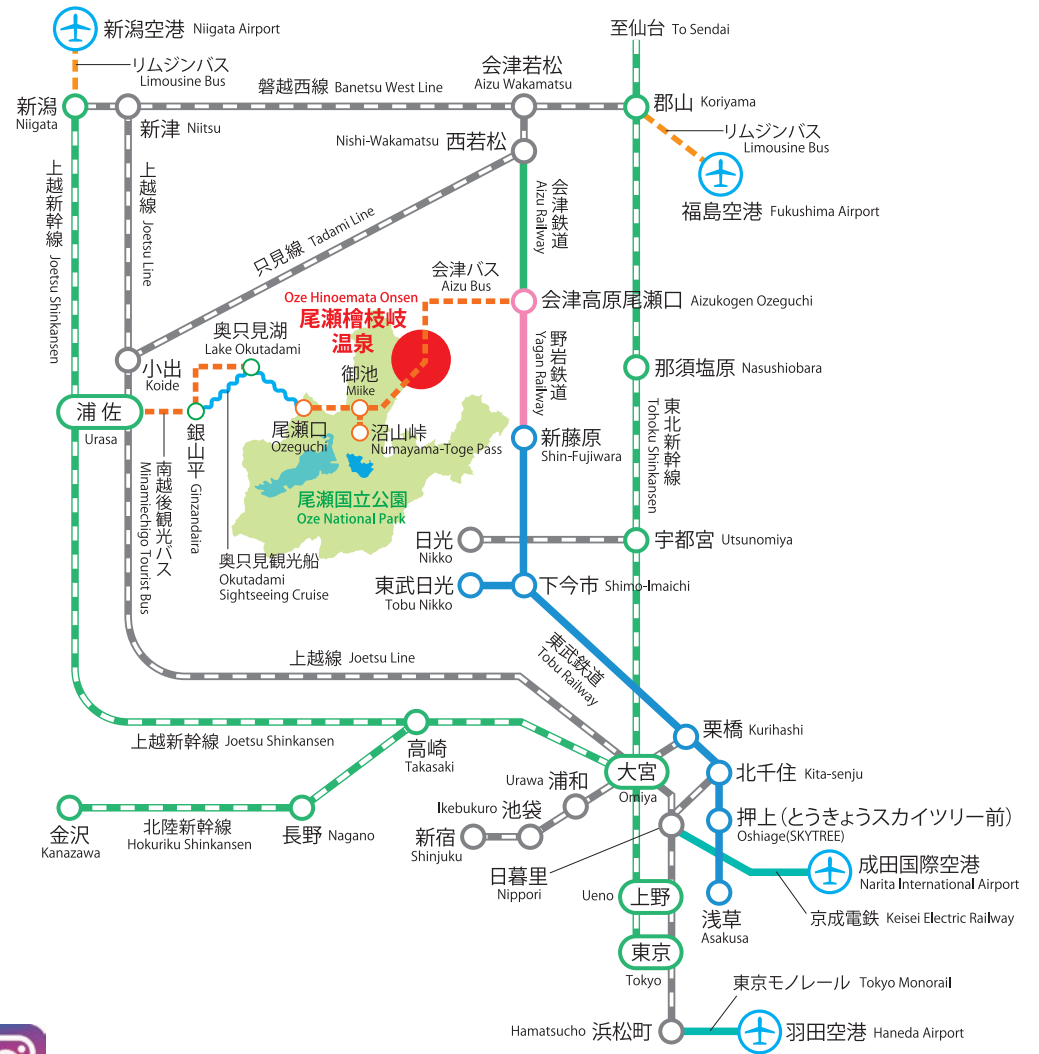 新潟空港 Niigata Airport
リムジンバス
Limousine Bus
至仙台 To Sendai
会津若松
Aizu Wakamatsu
磐越西線 Banetsu West Line
新潟
Niigata
新津 Niitsu
郡山 Koriyama
リムジンバス
Limousine Bus
Nishi-Wakamatsu 西若松
福島空港 Fukushima Airport
上越新幹線 Joetsu Shinkansen
上越線 Joetsu Line
只見線 Tadami Line
会津鉄道
Aizu Railway
会津バス
Aizu Bus
Oze Hinoemata Onsen
尾瀬檜枝岐
温泉
会津高原尾瀬口 Aizukogen Ozeguchi
奥只見湖
Lake Okutadami
小出
Koide
御池
Miike
野岩鉄道
Yagan Railway
那須塩原 Nasushiobara
浦佐
Urasa
銀山平 Ginzandaira
尾瀬口
Ozeguchi
沼山峠
Numayama-Toge Pass
新藤原
Shin-Fujiwara
東北新幹線
Tohoku Shinkansen
南越後観光バス
Minamiechigo Tourist Bus
尾瀬国立公園
Oze National Park
奥只見観光船
Okutadami
Sightseeing Cruise
日光
Nikko
宇都宮 Utsunomiya
東武日光
Tobu Nikko
下今市 Shimo-Imaichi
上越線 Joetsu Line
東武鉄道
Tobu Railway
上越新幹線 Joetsu Shinkansen
高崎
Takasaki
栗橋 Kurihashi
大宮
Omiya
北千住 Kita-senju
Urawa 浦和
Ikebukuro 池袋
新宿
Shinjuku
金沢
Kanazawa
北陸新幹線
Hokuriku Shinkansen
長野 Nagano
押上(とうきょうスカイツリー前)
Oshiage(SKYTREE)
日暮里
Nippori
成田国際空港
Narita International Airport
Ueno 上野
浅草
Asakusa
京成電鉄 Keisei Electric Railway
東京
Tokyo
東京モノレール Tokyo Monorail
Hamatsucho 浜松町
羽田空港 Haneda Airport